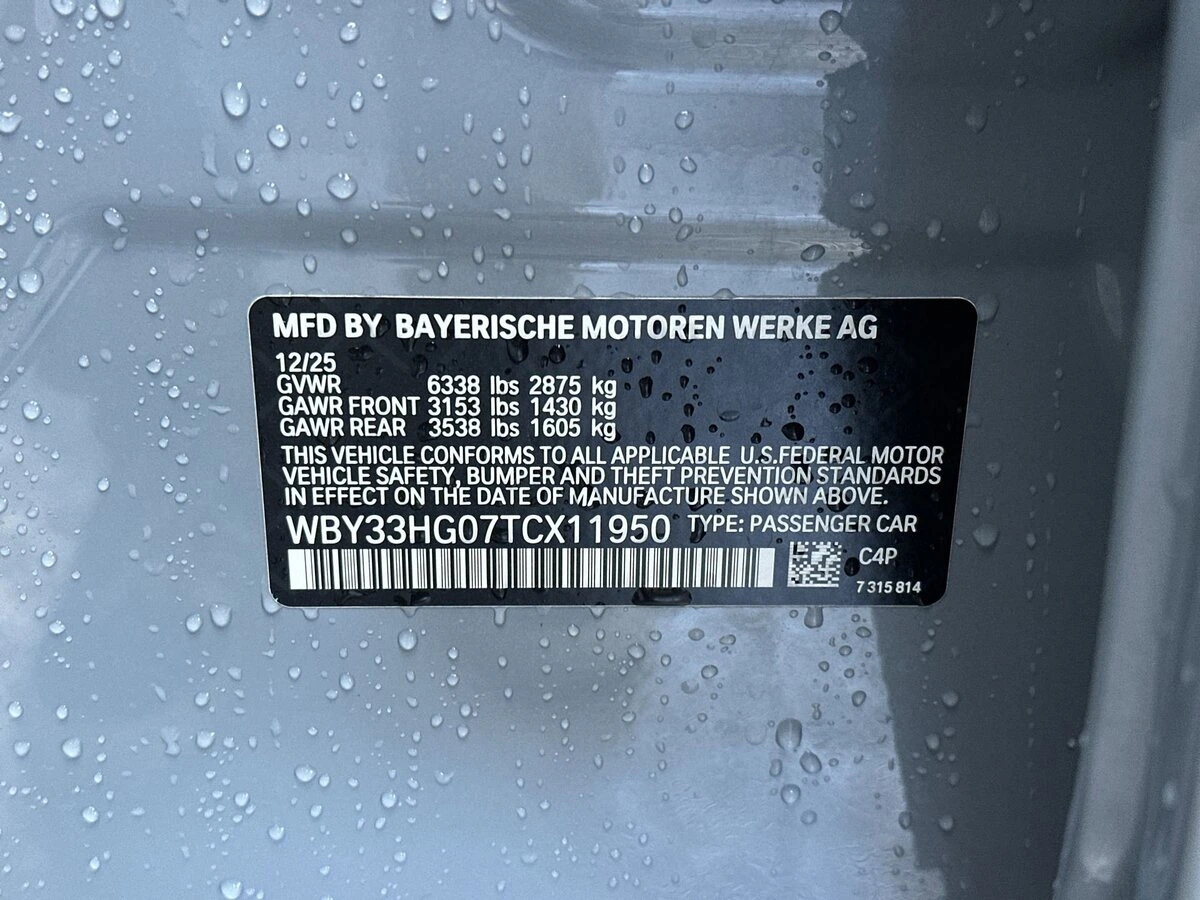 MFD BY BAYERISCHE MOTOREN WERKE AG
12/25
GVWR 6338 lbs 2875 kg
GAWR FRONT 3153 lbs 1430 kg
GAWR REAR 3538 lbs 1605 kg
THIS VEHICLE CONFORMS TO ALL APPLICABLE U.S.FEDERAL MOTOR
VEHICLE SAFETY, BUMPER AND THEFT PREVENTION STANDARDS
IN EFFECT ON THE DATE OF MANUFACTURE SHOWN ABOVE.
WBY33HG07TCX11950 TYPE: PASSENGER CAR
C4P
7 315 814